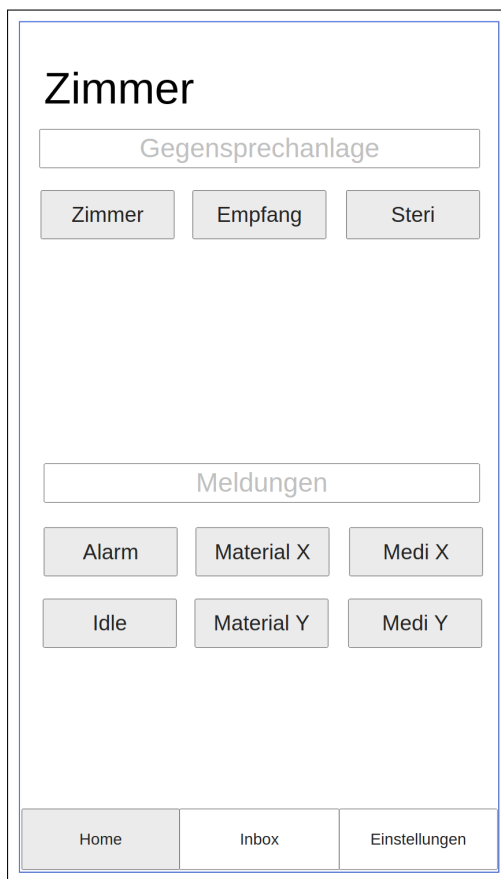 Zimmer
Gegensprechanlage
Zimmer Empfang Steri
Meldungen
Alarm Material X Medi X
Idle Material Y Medi Y
Home Inbox Einstellungen